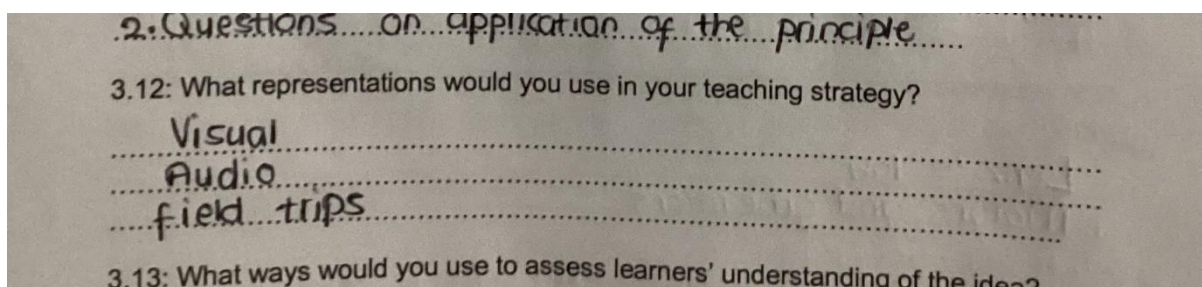 2. Questions on application of the principle
3.12: What representations would you use in your teaching strategy?
Visual
Audio
field trips
3.13: What ways would you use to assess learners' understanding of the idea?